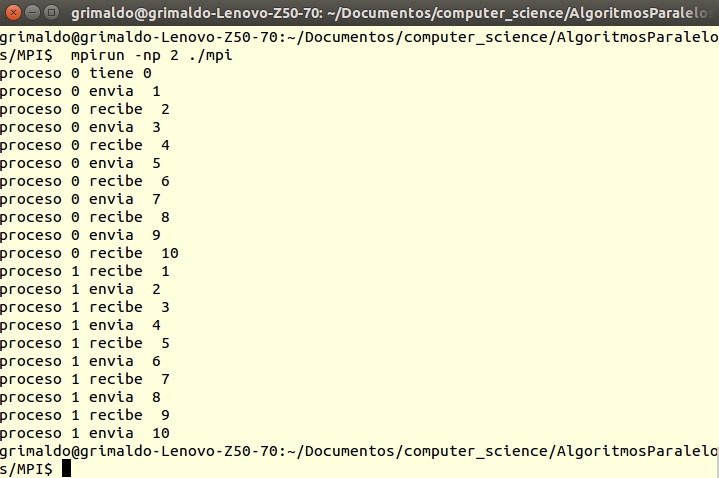 grimaldo@grimaldo-Lenovo-Z50-70: ~/Documentos/computer_science/AlgoritmosParalelos
grimaldo@grimaldo-Lenovo-Z50-70:~/Documentos/computer_science/AlgoritmosParalelo
s/MPI$  mpirun -np 2 ./mpi
proceso 0 tiene 0
proceso 0 envia  1
proceso 0 recibe  2
proceso 0 envia  3
proceso 0 recibe  4
proceso 0 envia  5
proceso 0 recibe  6
proceso 0 envia  7
proceso 0 recibe  8
proceso 0 envia  9
proceso 0 recibe  10
proceso 1 recibe  1
proceso 1 envia  2
proceso 1 recibe  3
proceso 1 envia  4
proceso 1 recibe  5
proceso 1 envia  6
proceso 1 recibe  7
proceso 1 envia  8
proceso 1 recibe  9
proceso 1 envia  10
grimaldo@grimaldo-Lenovo-Z50-70:~/Documentos/computer_science/AlgoritmosParalelo
s/MPI$